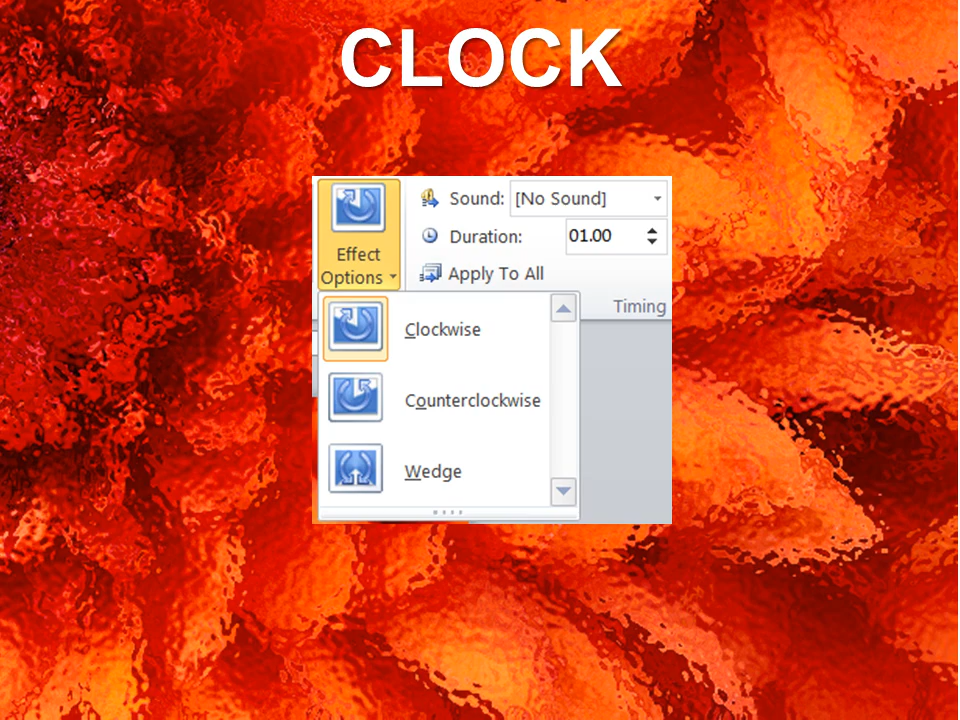 CLOCK
Sound: [No Sound]
Effect Options
Duration: 01.00
Apply To All
Timing
Clockwise
Counterclockwise
Wedge